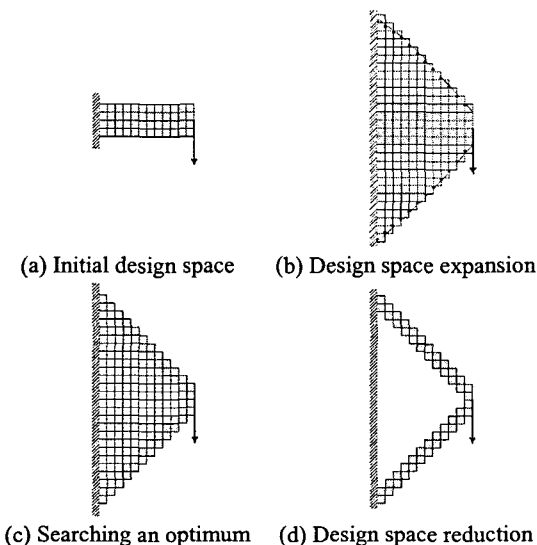 (a) Initial design space
(b) Design space expansion
(c) Searching an optimum
(d) Design space reduction